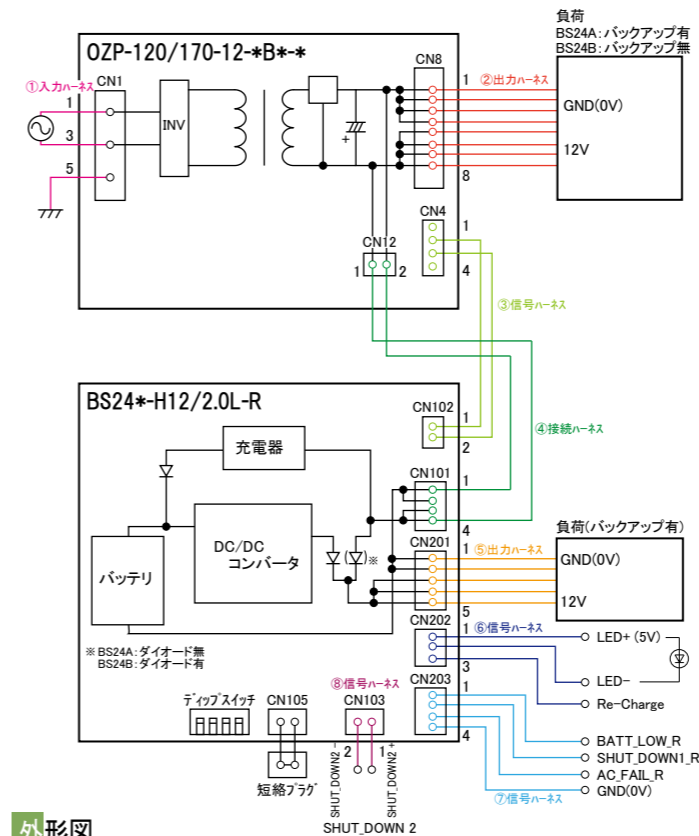 負荷
BS24A：バックアップ有
BS24B：バックアップ無
OZP-120/170-12-*B*-*
①入力ハーネス
CN1
CN8
1
3
5
INV
+
1
8
②出力ハーネス
GND(0V)
12V
CN4
1
4
CN12
1
2
③信号ハーネス
BS24*-H12/2.0L-R
CN102
1
2
④接続ハーネス
充電器
CN101
1
4
DC/DC
コンバータ
バッテリ
( )※
CN201
1
5
⑤出力ハーネス
負荷(バックアップ有)
GND(0V)
12V
※BS24A：ダイオード無
BS24B：ダイオード有
CN202
1
3
⑥信号ハーネス
LED+ (5V)
LED-
Re-Charge
ディップスイッチ
CN105
短絡プラグ
⑧信号ハーネス
CN103
2
1
SHUT_DOWN2 -
SHUT_DOWN2 +
SHUT_DOWN 2
CN203
1
4
BATT_LOW_R
SHUT_DOWN1_R
AC_FAIL_R
GND(0V)
⑦信号ハーネス
外形図